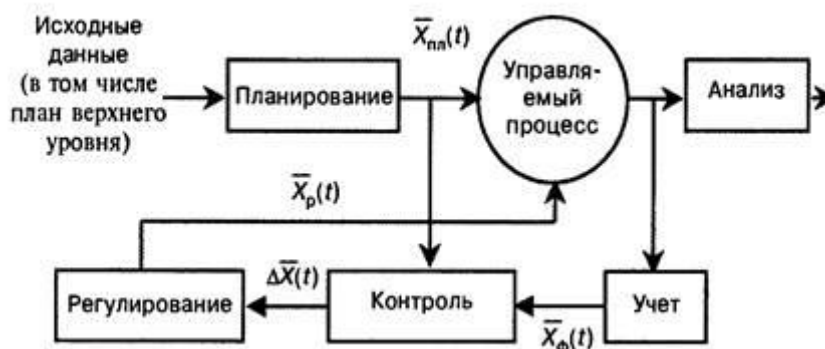 Исходные
данные
(в том числе
план верхнего
уровня)
Планирование
X̅пл(t)
Управля-
емый
процесс
Анализ
X̅р(t)
Регулирование
ΔX̅(t)
Контроль
X̅ф(t)
Учет